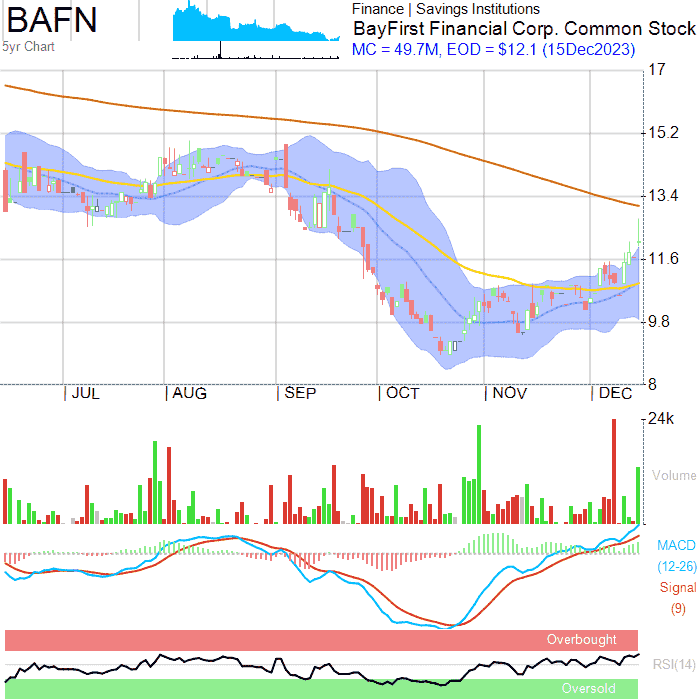 BAFN
5yr Chart
Finance | Savings Institutions
BayFirst Financial Corp. Common Stock
MC = 49.7M, EOD = $12.1 (15Dec2023)
17
15.2
13.4
11.6
9.8
8
JUL AUG SEP OCT NOV DEC
24k
Volume
MACD
(12-26)
Signal
(9)
Overbought
RSI(14)
Oversold